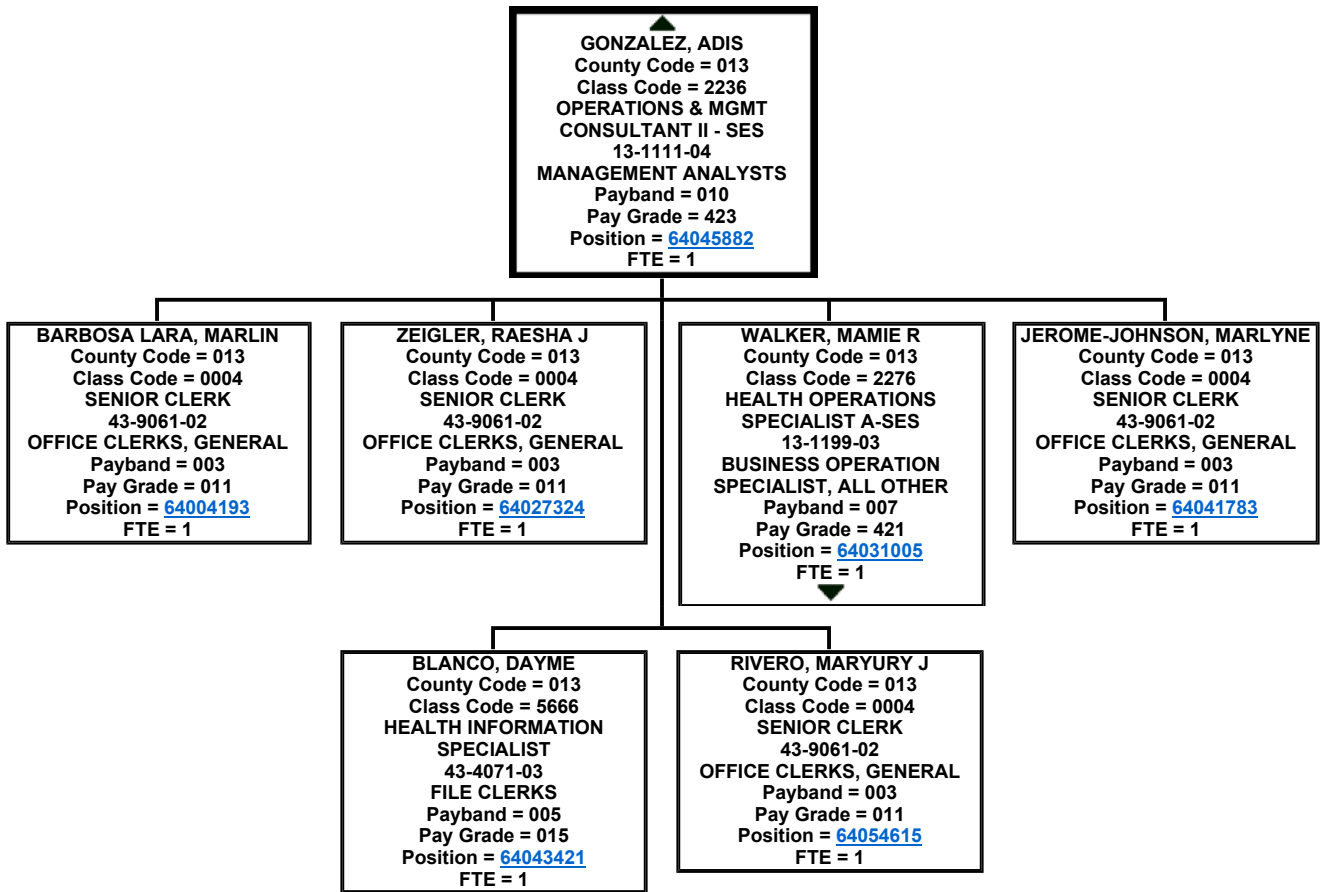 GONZALEZ, ADIS
County Code = 013
Class Code = 2236
OPERATIONS & MGMT
CONSULTANT II - SES
13-1111-04
MANAGEMENT ANALYSTS
Payband = 010
Pay Grade = 423
Position = 64045882
FTE = 1
BARBOSA LARA, MARLIN
County Code = 013
Class Code = 0004
SENIOR CLERK
43-9061-02
OFFICE CLERKS, GENERAL
Payband = 003
Pay Grade = 011
Position = 64004193
FTE = 1
ZEIGLER, RAESHA J
County Code = 013
Class Code = 0004
SENIOR CLERK
43-9061-02
OFFICE CLERKS, GENERAL
Payband = 003
Pay Grade = 011
Position = 64027324
FTE = 1
WALKER, MAMIE R
County Code = 013
Class Code = 2276
HEALTH OPERATIONS
SPECIALIST A-SES
13-1199-03
BUSINESS OPERATION
SPECIALIST, ALL OTHER
Payband = 007
Pay Grade = 421
Position = 64031005
FTE = 1
JEROME-JOHNSON, MARLYNE
County Code = 013
Class Code = 0004
SENIOR CLERK
43-9061-02
OFFICE CLERKS, GENERAL
Payband = 003
Pay Grade = 011
Position = 64041783
FTE = 1
BLANCO, DAYME
County Code = 013
Class Code = 5666
HEALTH INFORMATION
SPECIALIST
43-4071-03
FILE CLERKS
Payband = 005
Pay Grade = 015
Position = 64043421
FTE = 1
RIVERO, MARYURY J
County Code = 013
Class Code = 0004
SENIOR CLERK
43-9061-02
OFFICE CLERKS, GENERAL
Payband = 003
Pay Grade = 011
Position = 64054615
FTE = 1